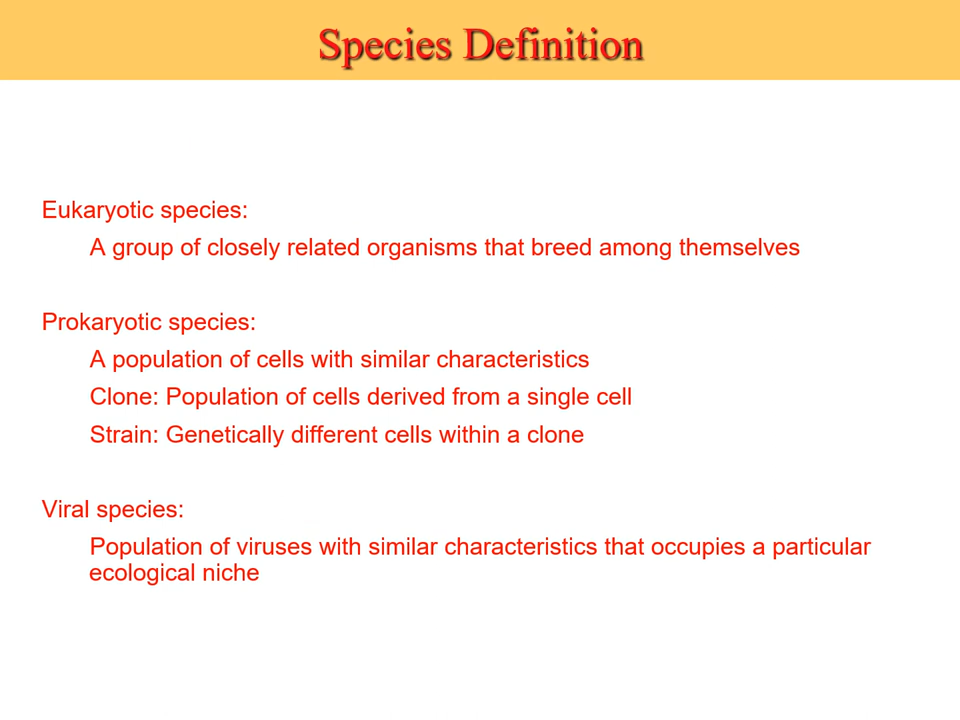 Species Definition
Eukaryotic species:
A group of closely related organisms that breed among themselves
Prokaryotic species:
A population of cells with similar characteristics
Clone: Population of cells derived from a single cell
Strain: Genetically different cells within a clone
Viral species:
Population of viruses with similar characteristics that occupies a particular
ecological niche